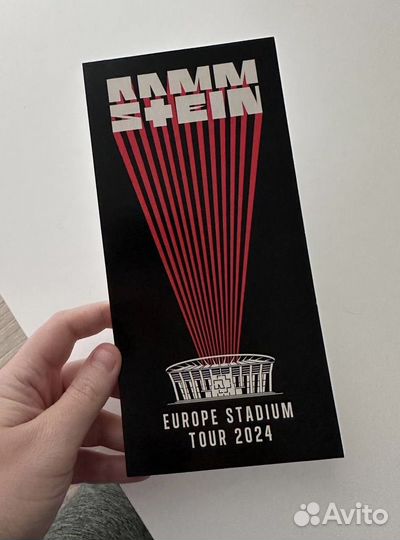 RAMM
STEIN
EUROPE STADIUM
TOUR 2024
Avito